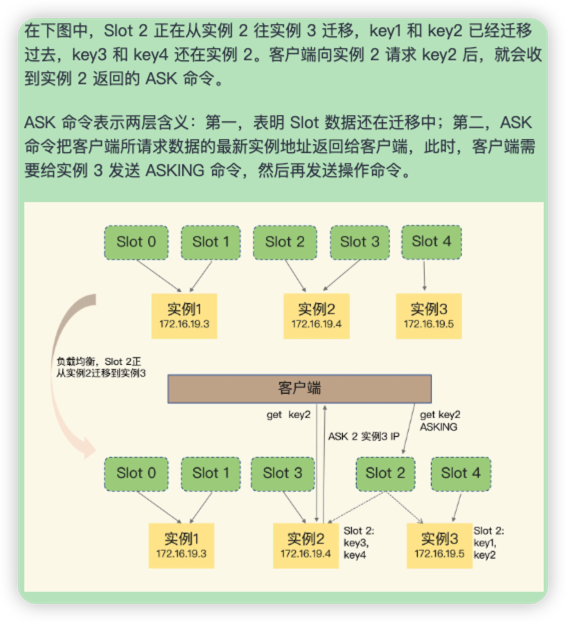 在下图中，Slot 2 正在从实例 2 往实例 3 迁移，key1 和 key2 已经迁移
过去，key3 和 key4 还在实例 2。客户端向实例 2 请求 key2 后，就会收
到实例 2 返回的 ASK 命令。
ASK 命令表示两层含义：第一，表明 Slot 数据还在迁移中；第二，ASK
命令把客户端所请求数据的最新实例地址返回给客户端，此时，客户端需
要给实例 3 发送 ASKING 命令，然后再发送操作命令。
Slot 0
Slot 1
Slot 2
Slot 3
Slot 4
实例1
172.16.19.3
实例2
172.16.19.4
实例3
172.16.19.5
负载均衡，Slot 2正
从实例2迁移到实例3
客户端
get key2
ASK 2 实例3 IP
get key2
ASKING
Slot 0
Slot 1
Slot 3
Slot 2
Slot 4
实例1
172.16.19.3
实例2
172.16.19.4
Slot 2:
key3,
key4
实例3
172.16.19.5
Slot 2:
key1,
key2